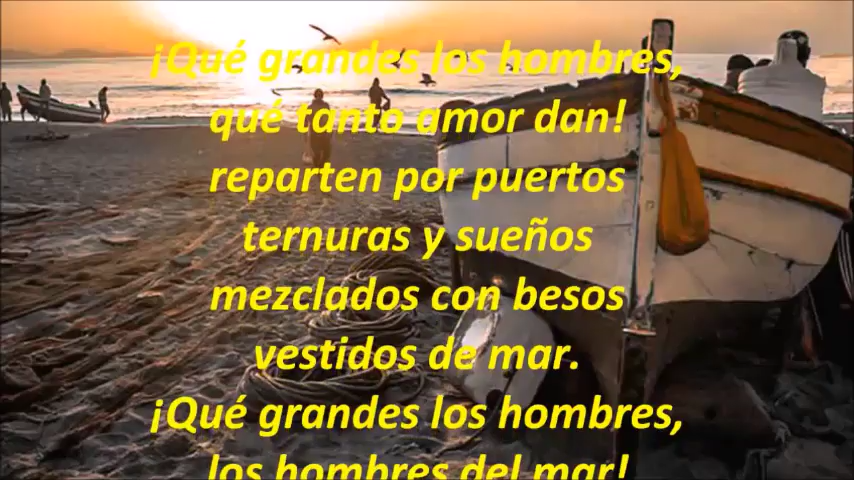 ¡Qué grandes los hombres,
qué tanto amor dan!
reparten por puertos
ternuras y sueños
mezclados con besos
vestidos de mar.
¡Qué grandes los hombres,
los hombres del mar!